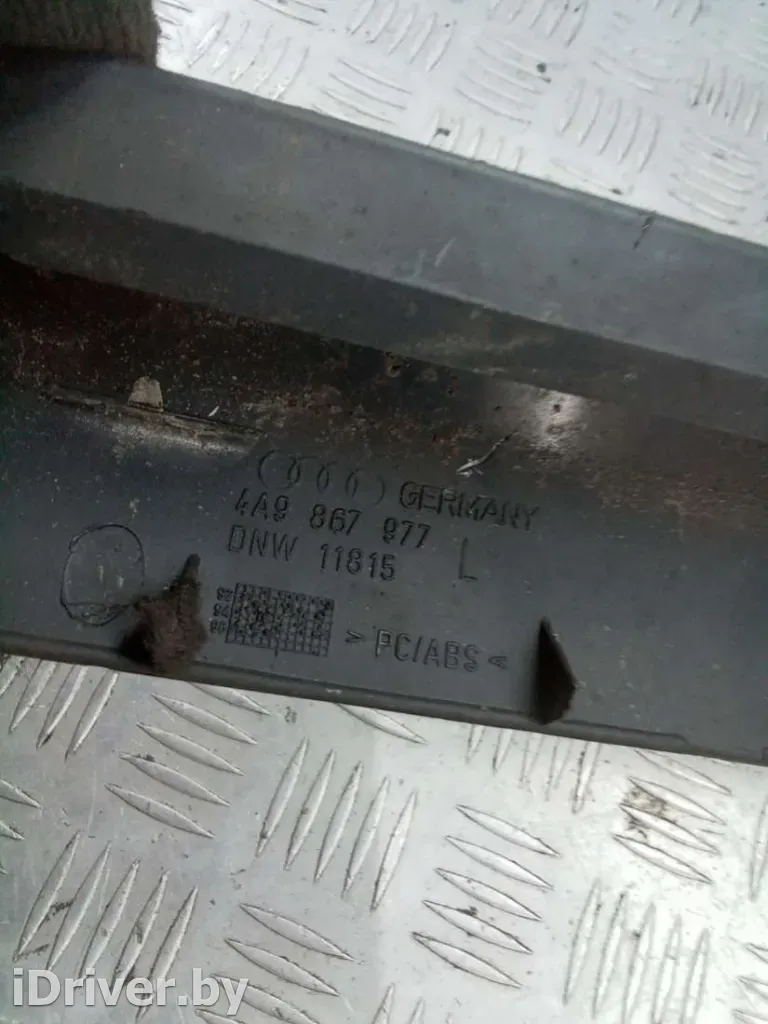 GERMANY
4A9 867 977
DNW 11815 L
>PC/ABS<
iDriver.by